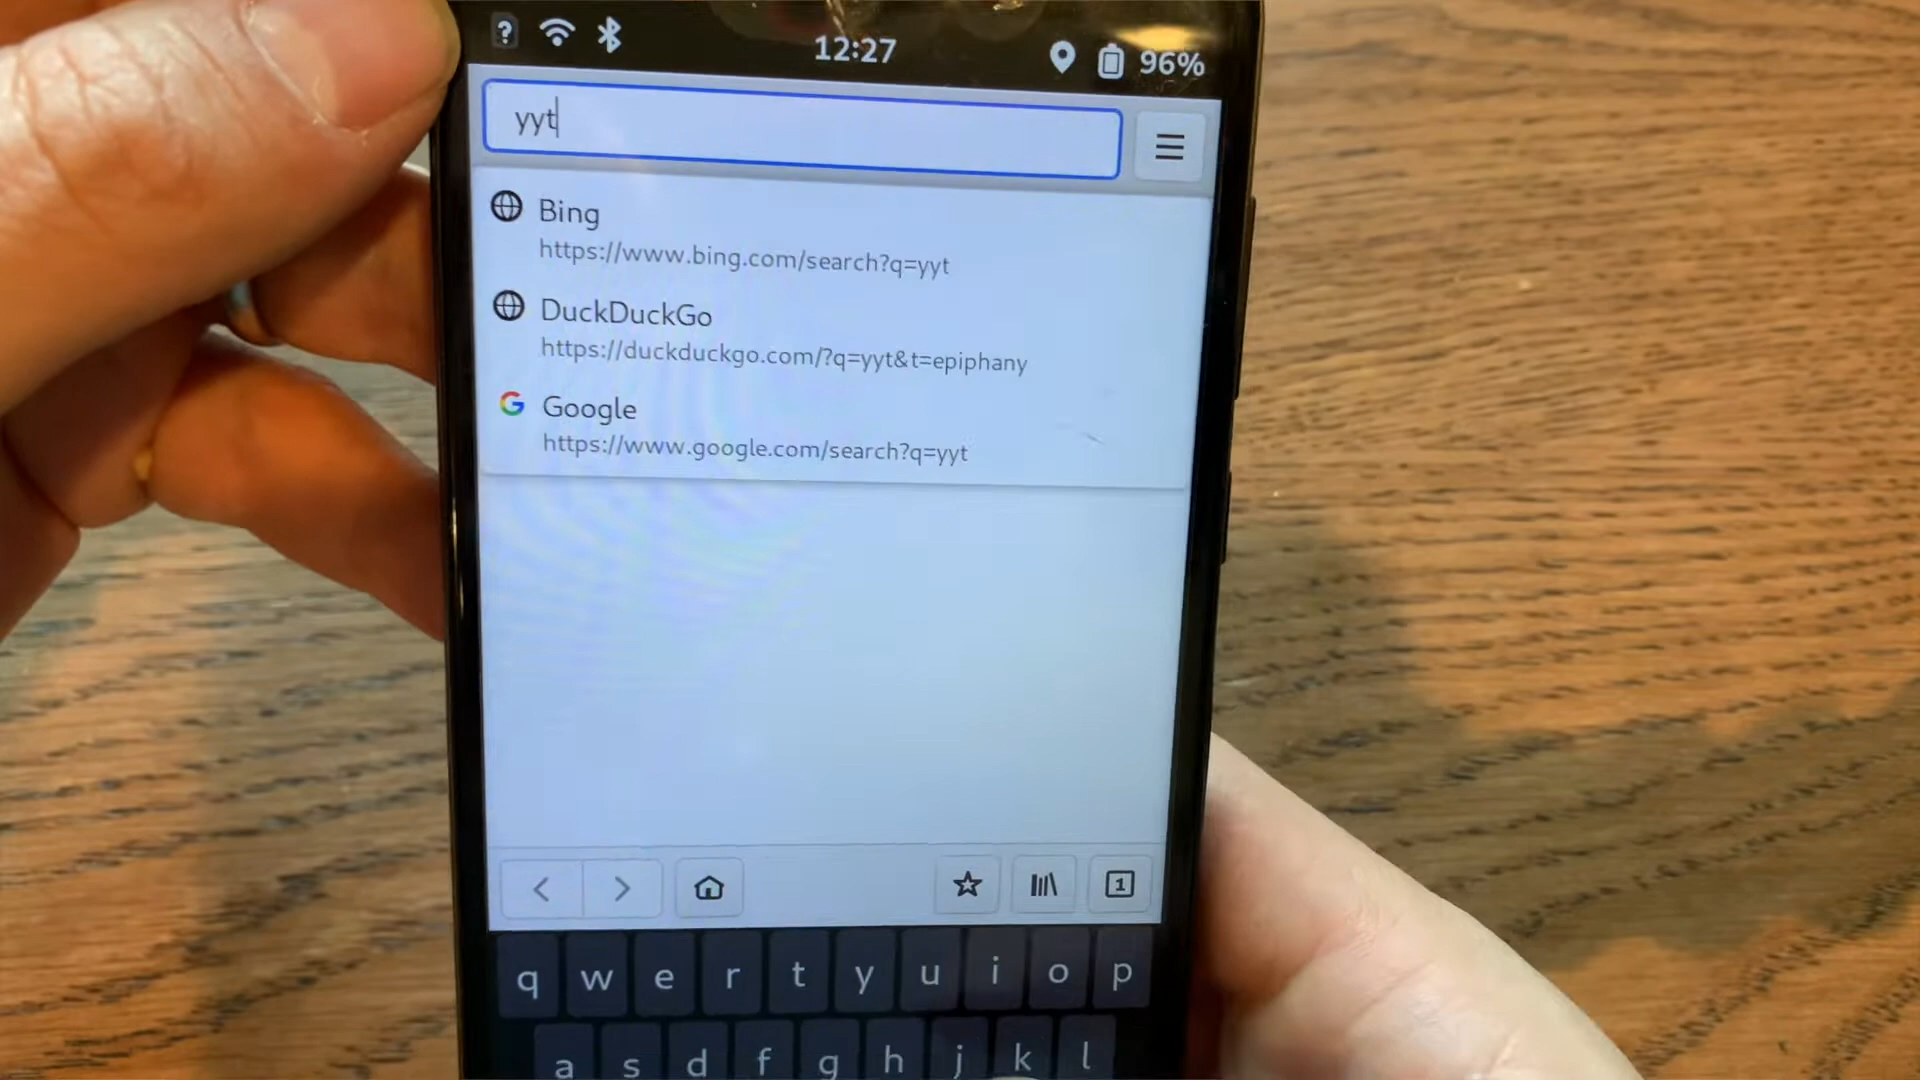 12:27
96%
yyt
Bing
https://www.bing.com/search?q=yyt
DuckDuckGo
https://duckduckgo.com/?q=yyt&t=epiphany
Google
https://www.google.com/search?q=yyt
1
q w e r t y u i o p
a s d f g h j k l